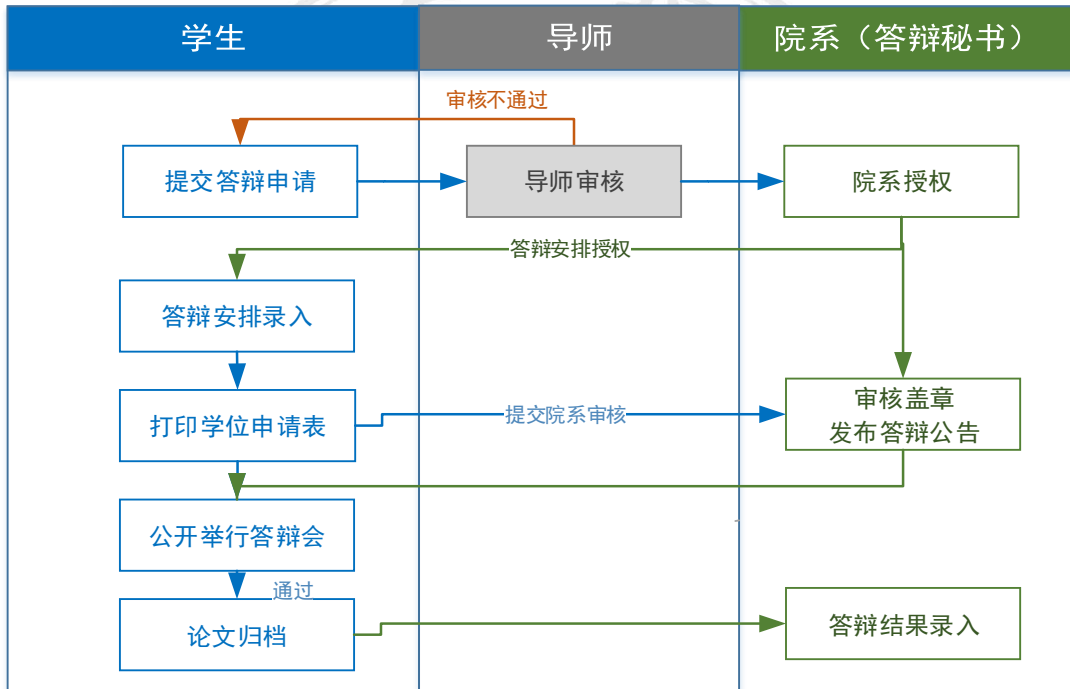 学生
导师
院系（答辩秘书）
审核不通过
提交答辩申请
导师审核
院系授权
答辩安排授权
答辩安排录入
打印学位申请表
提交院系审核
审核盖章
发布答辩公告
公开举行答辩会
通过
论文归档
答辩结果录入